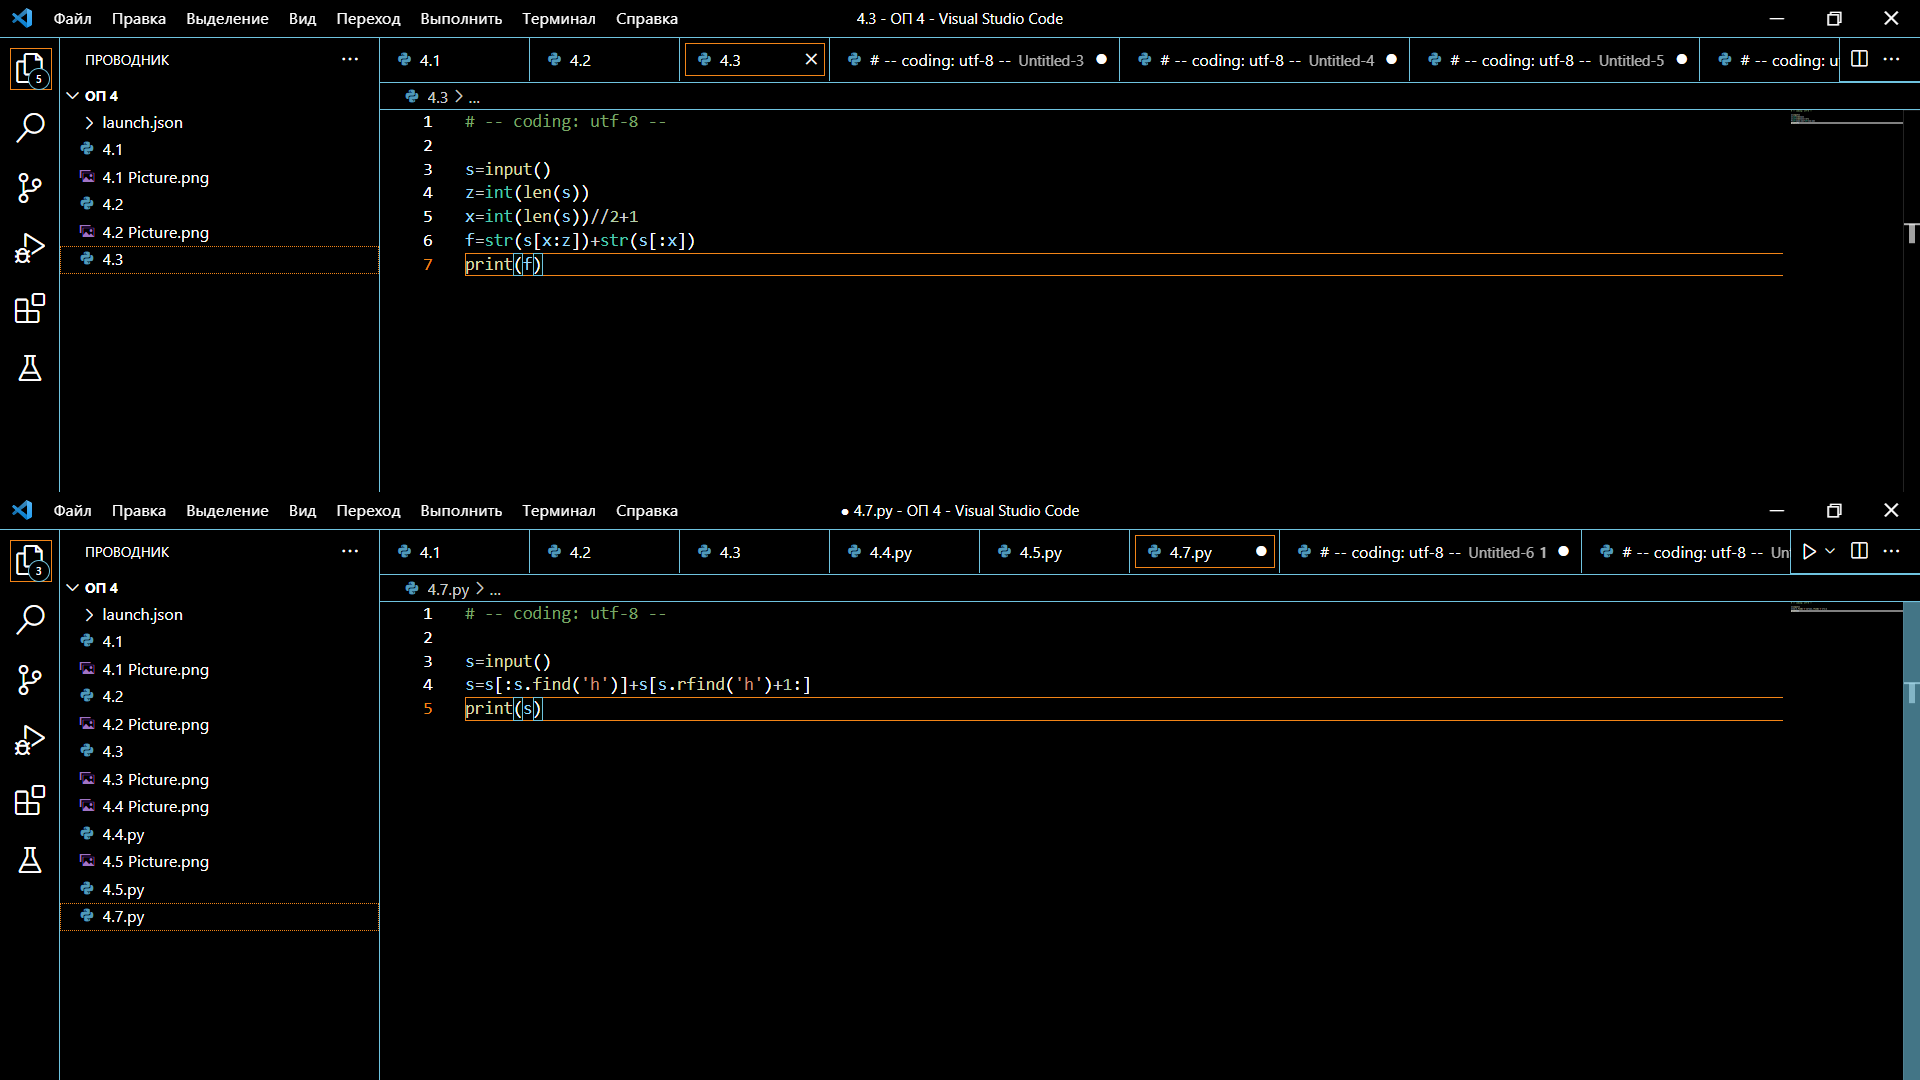 Файл Правка Выделение Вид Переход Выполнить Терминал Справка 4.3 - ОП 4 - Visual Studio Code
5 ПРОВОДНИК 4.1 4.2 4.3 # -- coding: utf-8 -- Untitled-3 # -- coding: utf-8 -- Untitled-4 # -- coding: utf-8 -- Untitled-5 # -- coding: u
ОП 4
launch.json
4.1
4.1 Picture.png
4.2
4.2 Picture.png
4.3
4.3 > ...
1 # -- coding: utf-8 --
2
3 s=input()
4 z=int(len(s))
5 x=int(len(s))//2+1
6 f=str(s[x:z])+str(s[:x])
7 print(f)
Файл Правка Выделение Вид Переход Выполнить Терминал Справка ● 4.7.py - ОП 4 - Visual Studio Code
3 ПРОВОДНИК 4.1 4.2 4.3 4.4.py 4.5.py 4.7.py # -- coding: utf-8 -- Untitled-6 1 # -- coding: utf-8 -- Un
ОП 4
launch.json
4.1
4.1 Picture.png
4.2
4.2 Picture.png
4.3
4.3 Picture.png
4.4 Picture.png
4.4.py
4.5 Picture.png
4.5.py
4.7.py
4.7.py > ...
1 # -- coding: utf-8 --
2
3 s=input()
4 s=s[:s.find('h')]+s[s.rfind('h')+1:]
5 print(s)